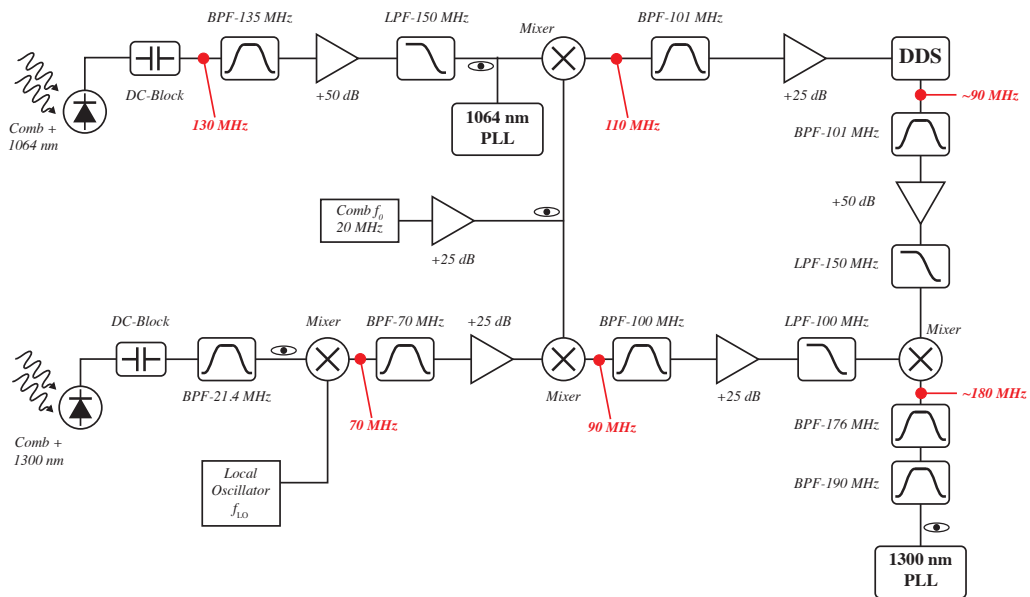 BPF-135 MHz
LPF-150 MHz
Mixer
BPF-101 MHz
DDS
DC-Block
+50 dB
+25 dB
130 MHz
110 MHz
~90 MHz
Comb +
1064 nm
1064 nm
PLL
BPF-101 MHz
+50 dB
Comb f0
20 MHz
+25 dB
LPF-150 MHz
DC-Block
Mixer
BPF-70 MHz
+25 dB
BPF-100 MHz
LPF-100 MHz
Mixer
BPF-21.4 MHz
Mixer
+25 dB
~180 MHz
70 MHz
90 MHz
BPF-176 MHz
Comb +
1300 nm
Local
Oscillator
fLO
BPF-190 MHz
1300 nm
PLL